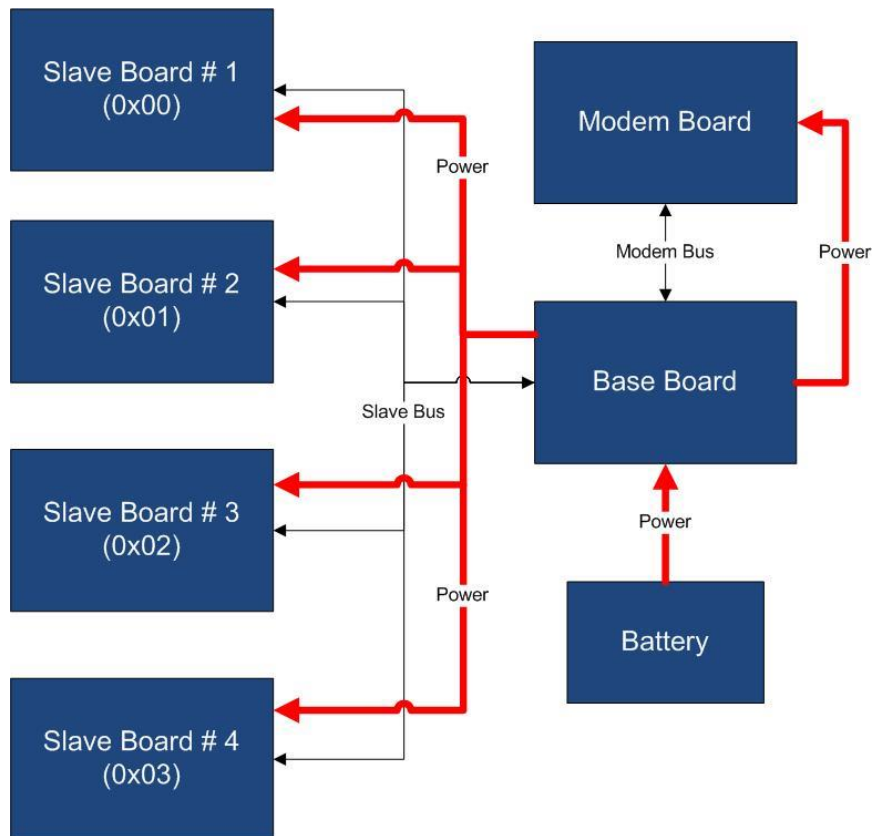 Slave Board # 1
(0x00)
Modem Board
Power
Slave Board # 2
(0x01)
Modem Bus
Power
Base Board
Slave Bus
Slave Board # 3
(0x02)
Power
Power
Battery
Slave Board # 4
(0x03)